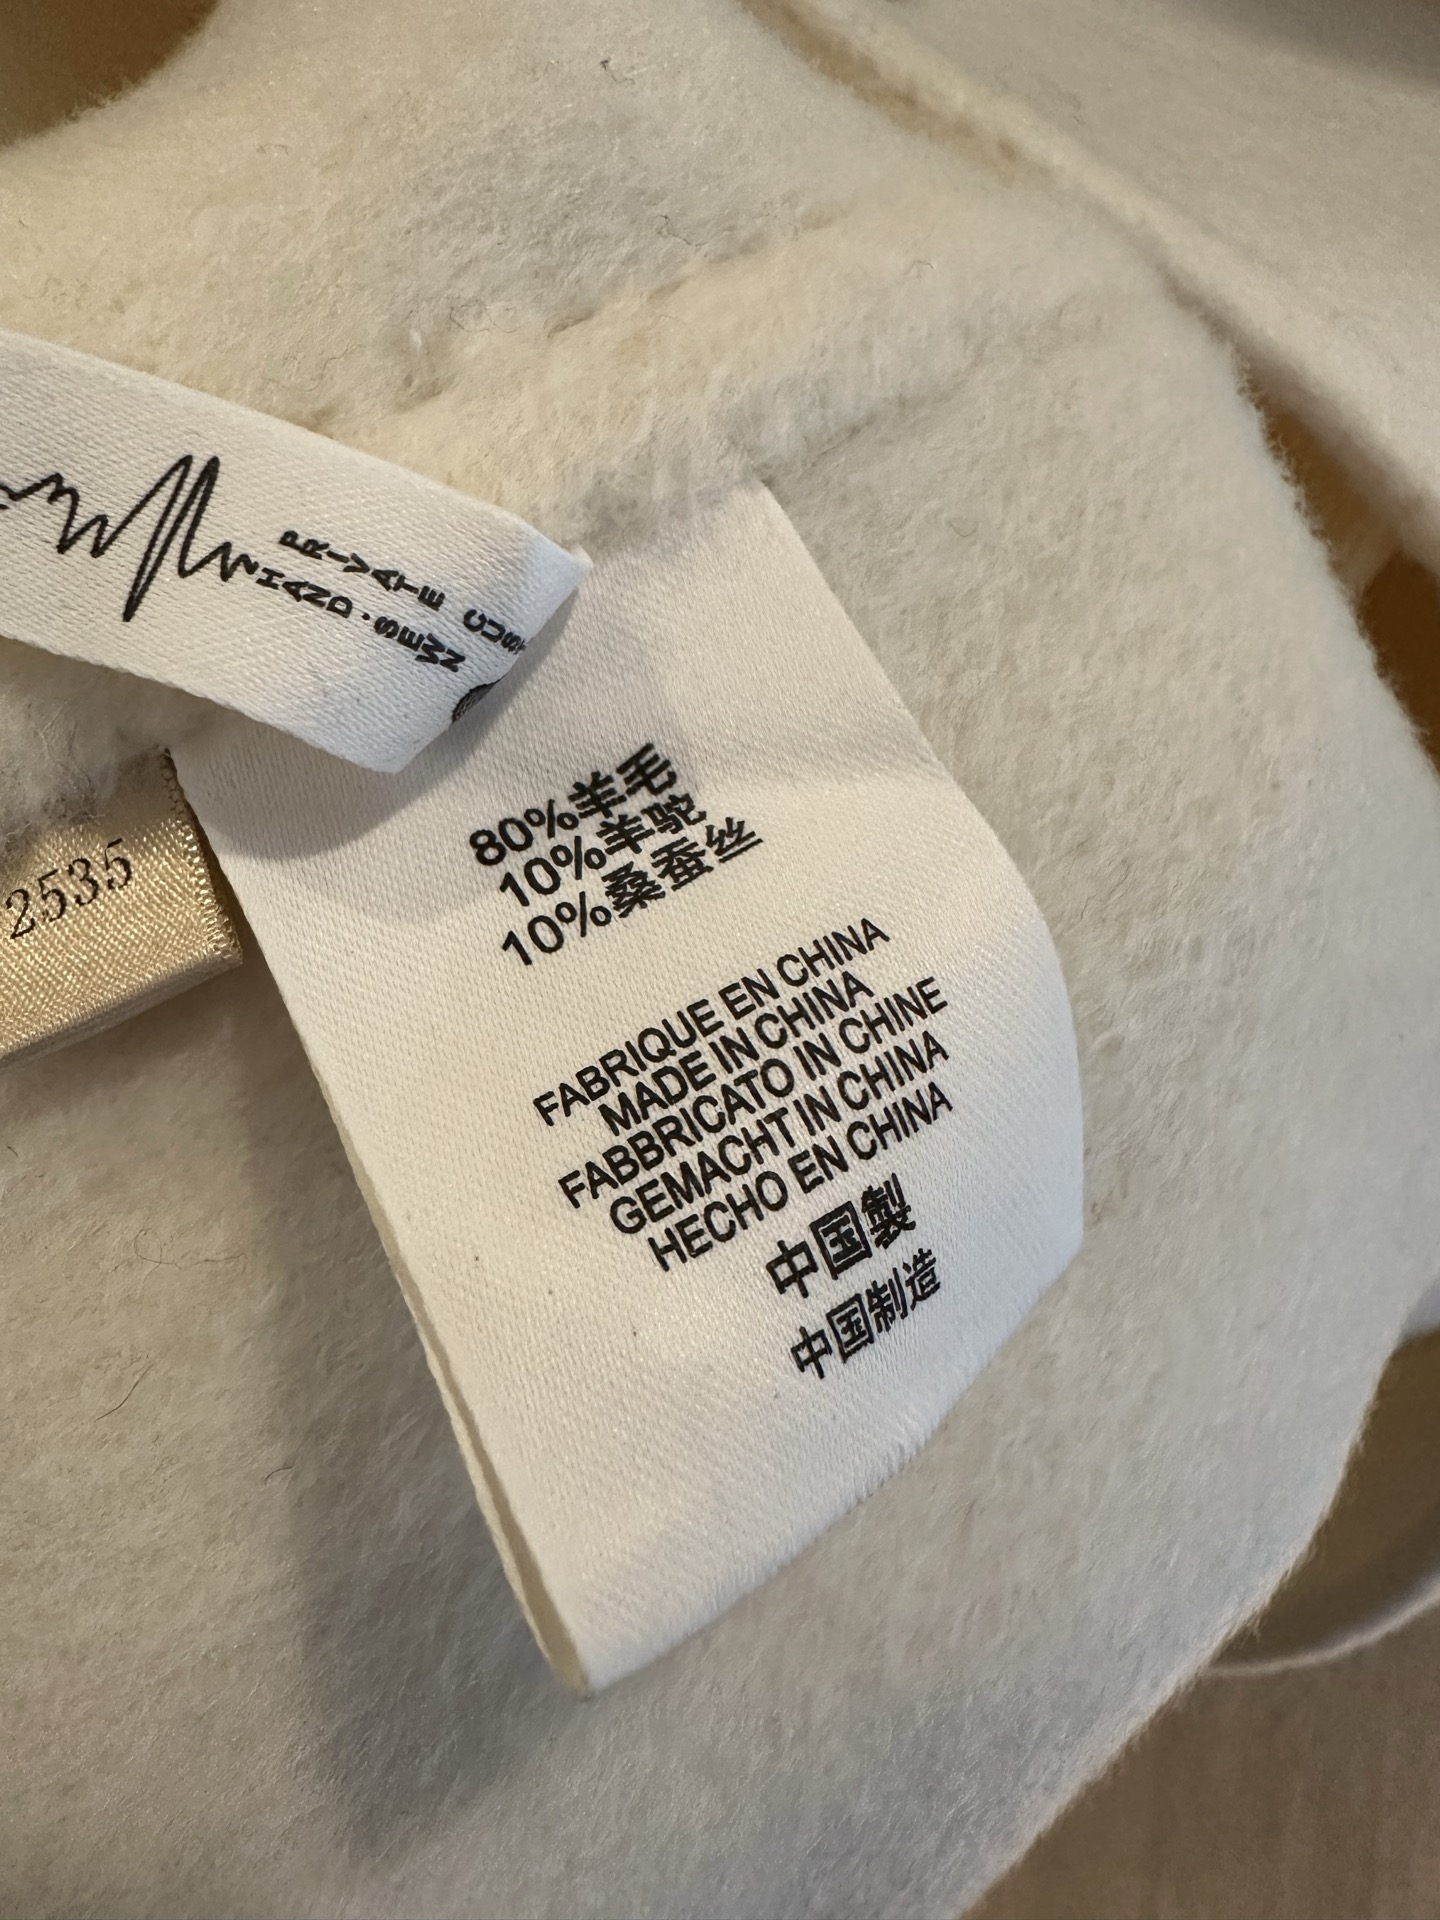 PRIVATE CUS
HAND·SEWN
2535
80%羊毛
10%羊驼
10%桑蚕丝
FABRIQUE EN CHINA
MADE IN CHINA
FABBRICATO IN CHINE
GEMACHT IN CHINA
HECHO EN CHINA
中国製
中国制造